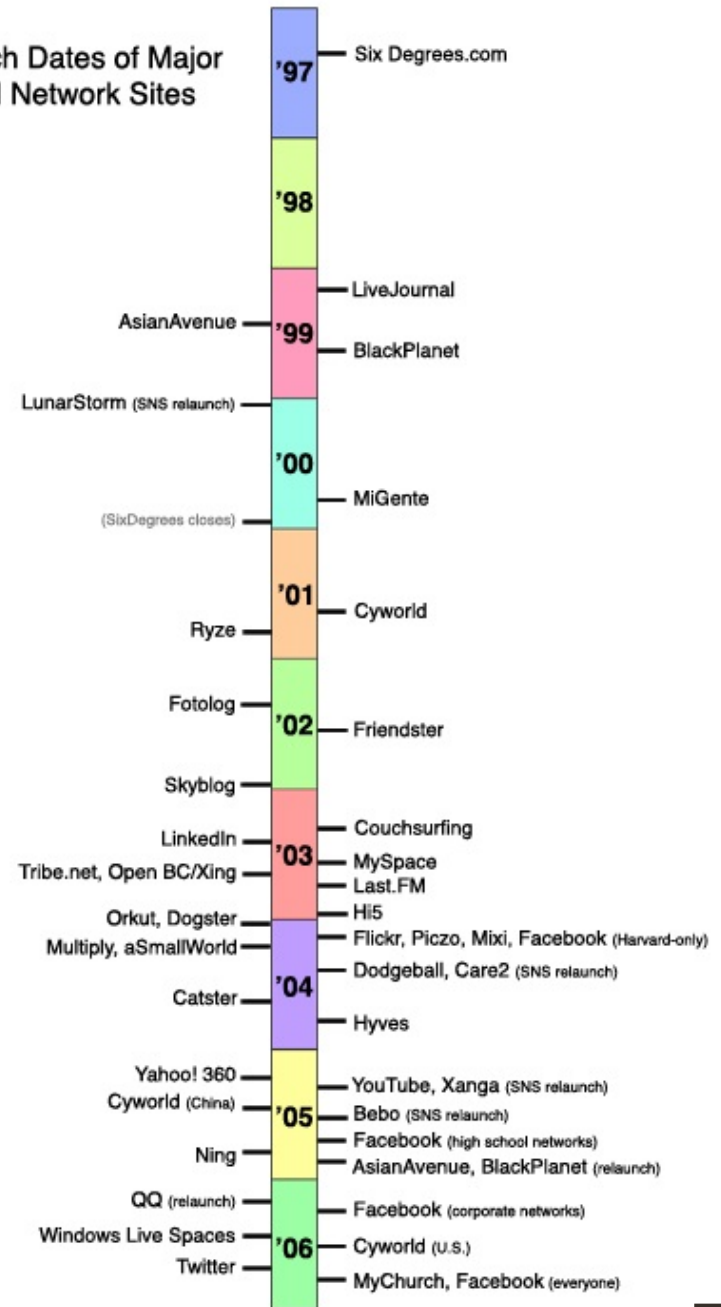 ch Dates of Major
Network Sites
'97
Six Degrees.com
'98
LiveJournal
AsianAvenue
'99
BlackPlanet
LunarStorm (SNS relaunch)
'00
MiGente
(SixDegrees closes)
'01
Cyworld
Ryze
Fotolog
'02
Friendster
Skyblog
Couchsurfing
LinkedIn
'03
MySpace
Tribe.net, Open BC/Xing
Last.FM
Hi5
Orkut, Dogster
Flickr, Piczo, Mixi, Facebook (Harvard-only)
Multiply, aSmallWorld
Dodgeball, Care2 (SNS relaunch)
'04
Catster
Hyves
Yahoo! 360
YouTube, Xanga (SNS relaunch)
Cyworld (China)
'05
Bebo (SNS relaunch)
Facebook (high school networks)
Ning
AsianAvenue, BlackPlanet (relaunch)
QQ (relaunch)
Facebook (corporate networks)
Windows Live Spaces
'06
Cyworld (U.S.)
Twitter
MyChurch, Facebook (everyone)